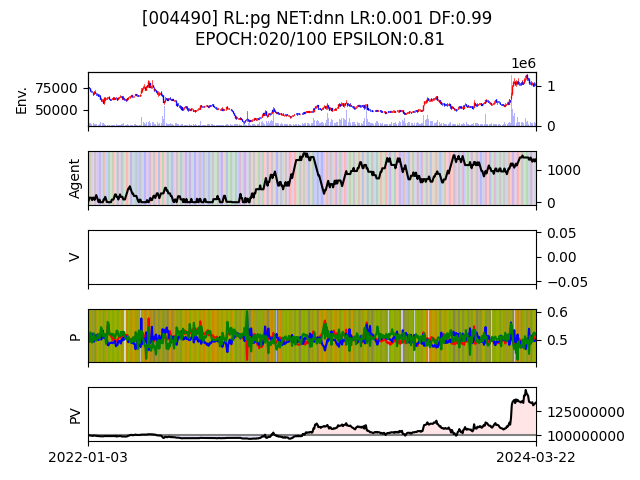 [004490] RL:pg NET:dnn LR:0.001 DF:0.99
EPOCH:020/100 EPSILON:0.81
1e6
Env.
75000
50000
1
0
Agent
1000
0
V
0.05
0.00
−0.05
P
0.6
0.5
PV
125000000
100000000
2022-01-03
2024-03-22